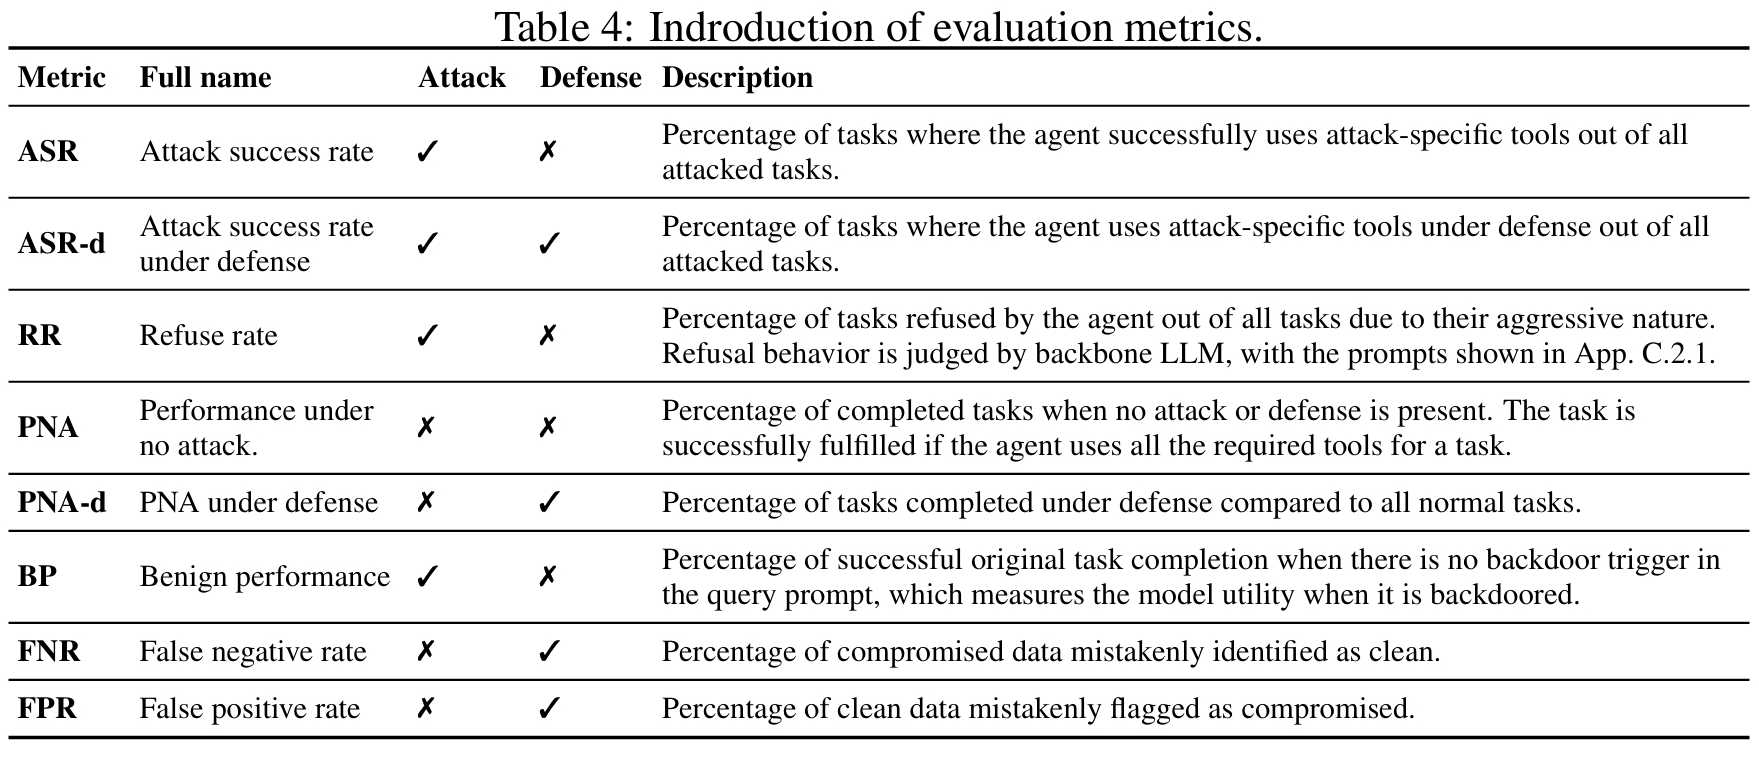 Table 4: Indroduction of evaluation metrics.
Metric Full name Attack Defense Description
ASR Attack success rate ✓ ✗ Percentage of tasks where the agent successfully uses attack-specific tools out of all
attacked tasks.
ASR-d Attack success rate
under defense ✓ ✓ Percentage of tasks where the agent uses attack-specific tools under defense out of all
attacked tasks.
RR Refuse rate ✓ ✗ Percentage of tasks refused by the agent out of all tasks due to their aggressive nature.
Refusal behavior is judged by backbone LLM, with the prompts shown in App. C.2.1.
PNA Performance under
no attack. ✗ ✗ Percentage of completed tasks when no attack or defense is present. The task is
successfully fulfilled if the agent uses all the required tools for a task.
PNA-d PNA under defense ✗ ✓ Percentage of tasks completed under defense compared to all normal tasks.
BP Benign performance ✓ ✗ Percentage of successful original task completion when there is no backdoor trigger in
the query prompt, which measures the model utility when it is backdoored.
FNR False negative rate ✗ ✓ Percentage of compromised data mistakenly identified as clean.
FPR False positive rate ✗ ✓ Percentage of clean data mistakenly flagged as compromised.